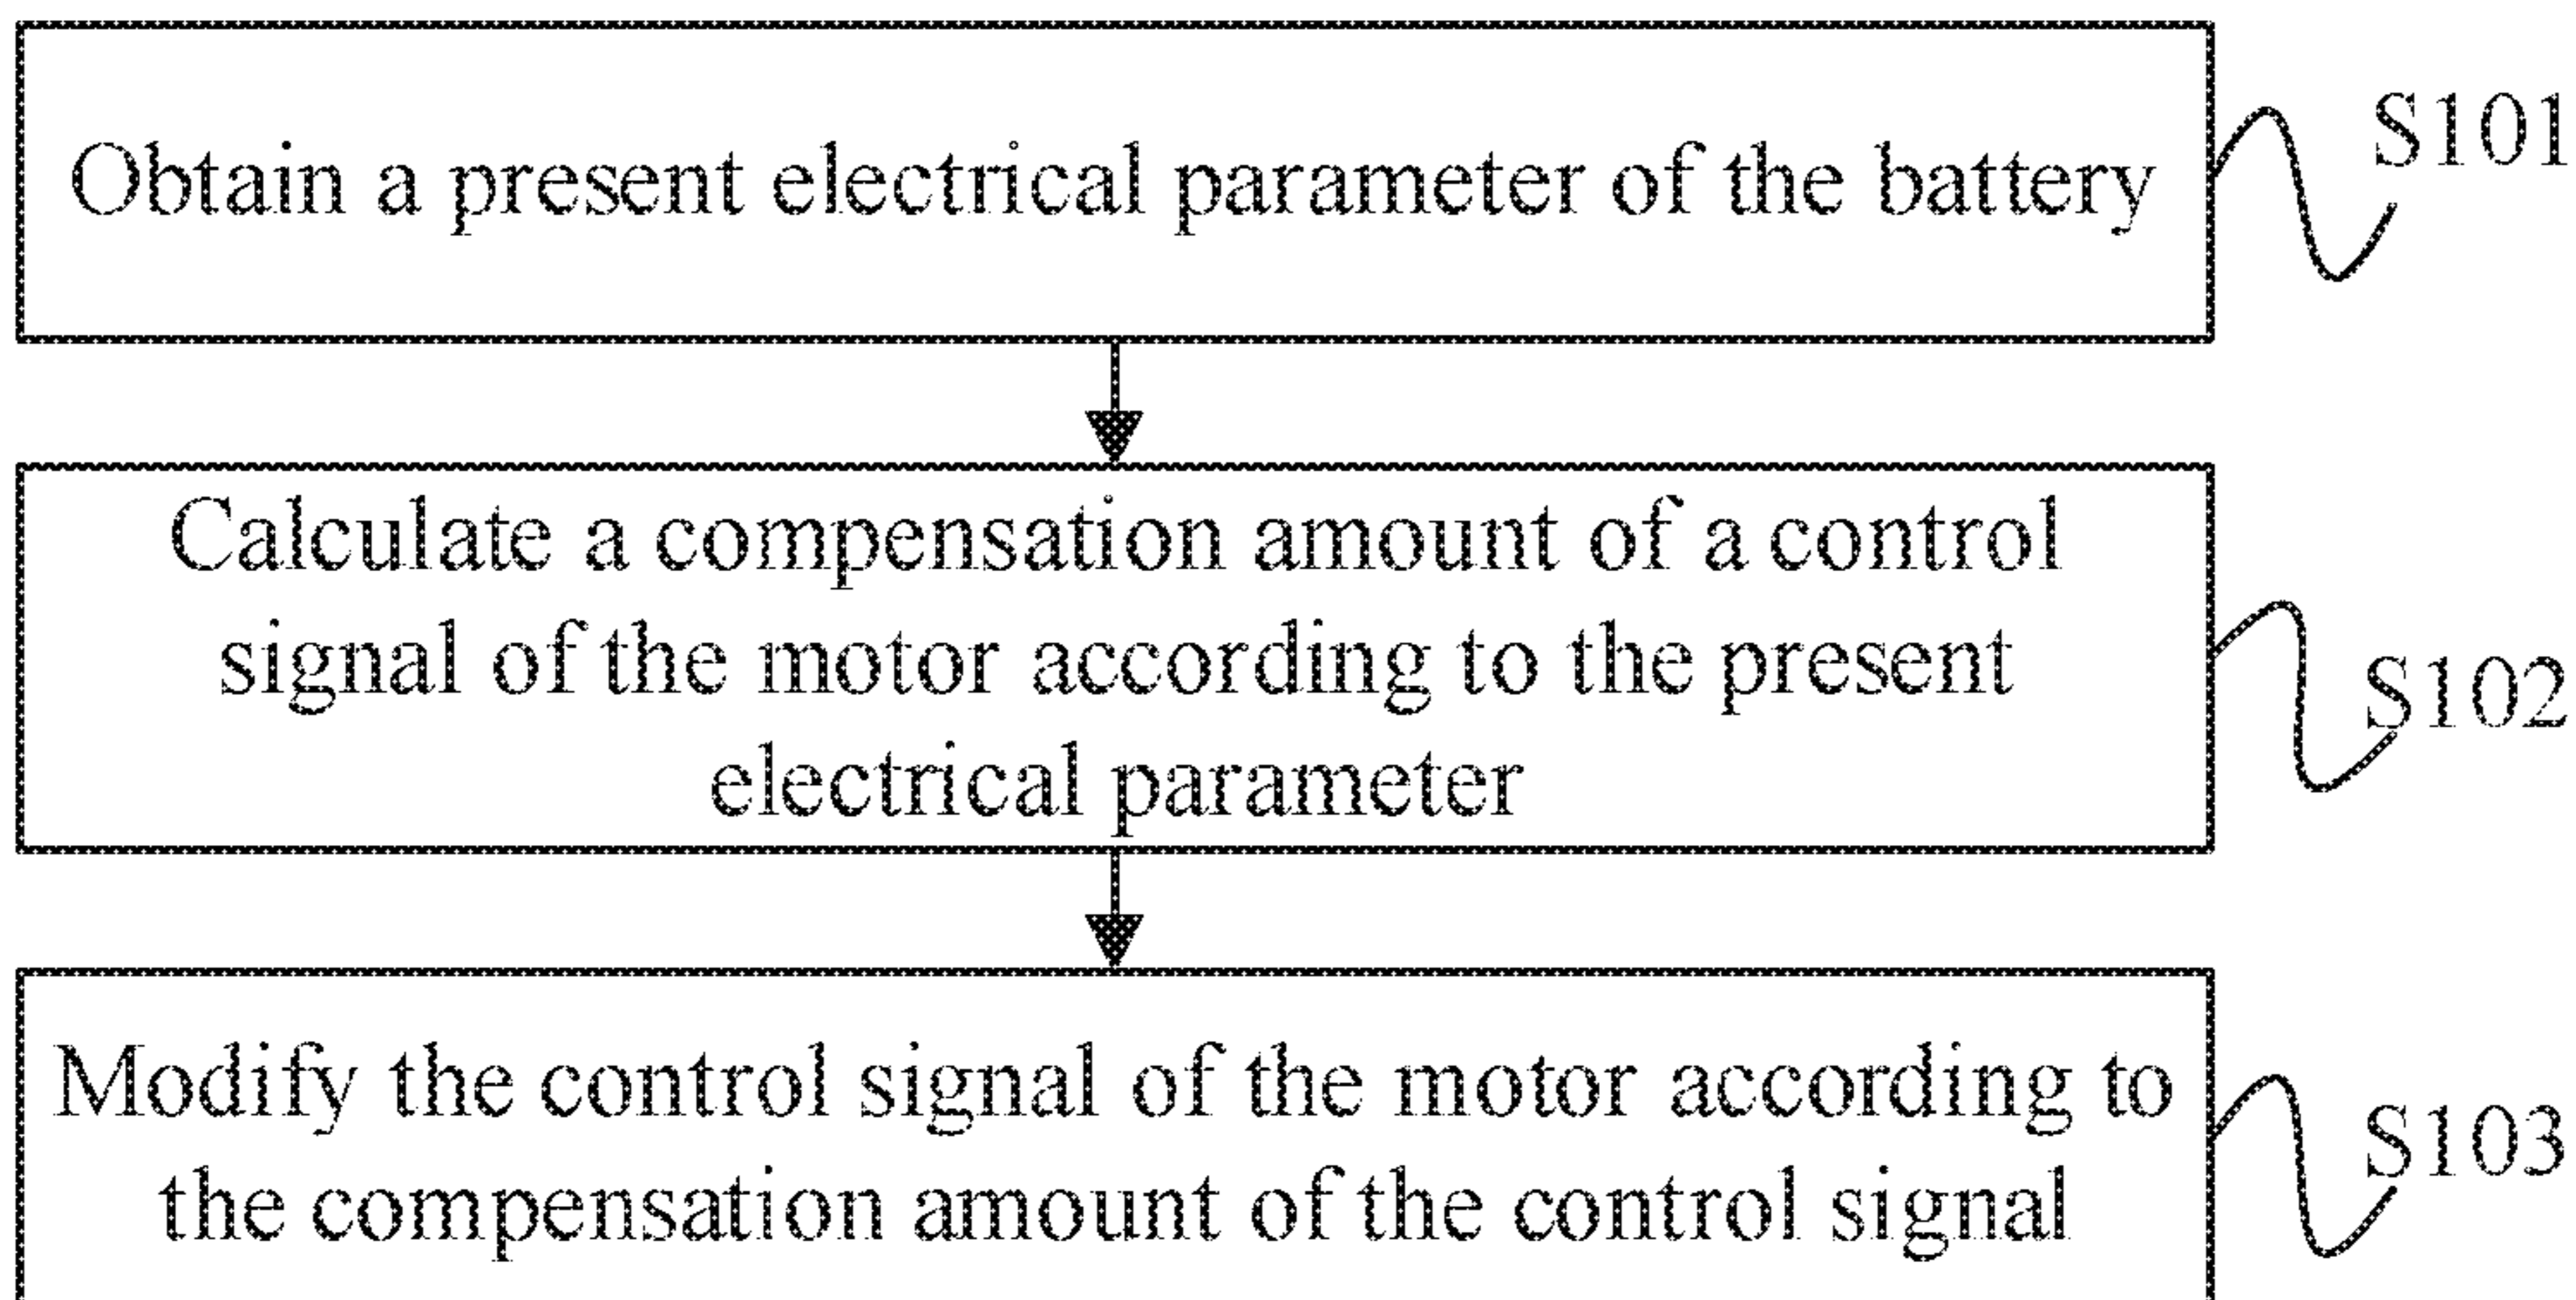 Obtain a present electrical parameter of the battery
S101
Calculate a compensation amount of a control
signal of the motor according to the present
electrical parameter
S102
Modify the control signal of the motor according to
the compensation amount of the control signal
S103